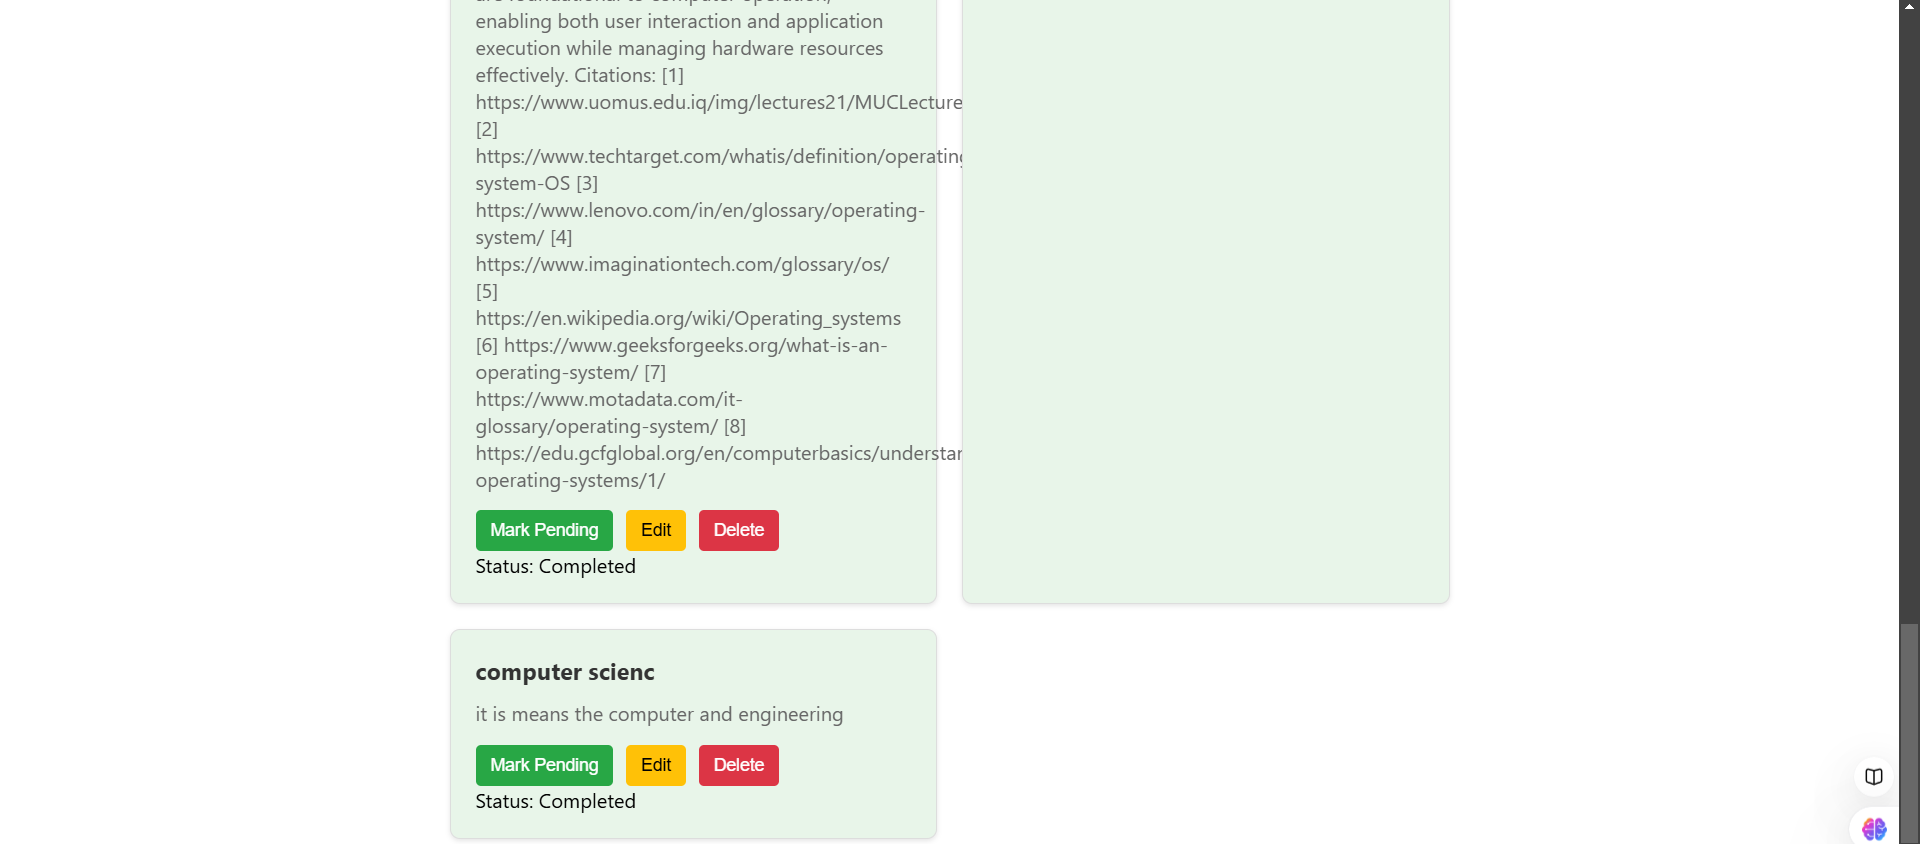 enabling both user interaction and application
execution while managing hardware resources
effectively. Citations: [1]
https://www.uomus.edu.iq/img/lectures21/MUCLecture
[2]
https://www.techtarget.com/whatis/definition/operating
system-OS [3]
https://www.lenovo.com/in/en/glossary/operating-
system/ [4]
https://www.imaginationtech.com/glossary/os/
[5]
https://en.wikipedia.org/wiki/Operating_systems
[6] https://www.geeksforgeeks.org/what-is-an-
operating-system/ [7]
https://www.motadata.com/it-
glossary/operating-system/ [8]
https://edu.gcfglobal.org/en/computerbasics/understan
operating-systems/1/
Mark Pending Edit Delete
Status: Completed
computer scienc
it is means the computer and engineering
Mark Pending Edit Delete
Status: Completed